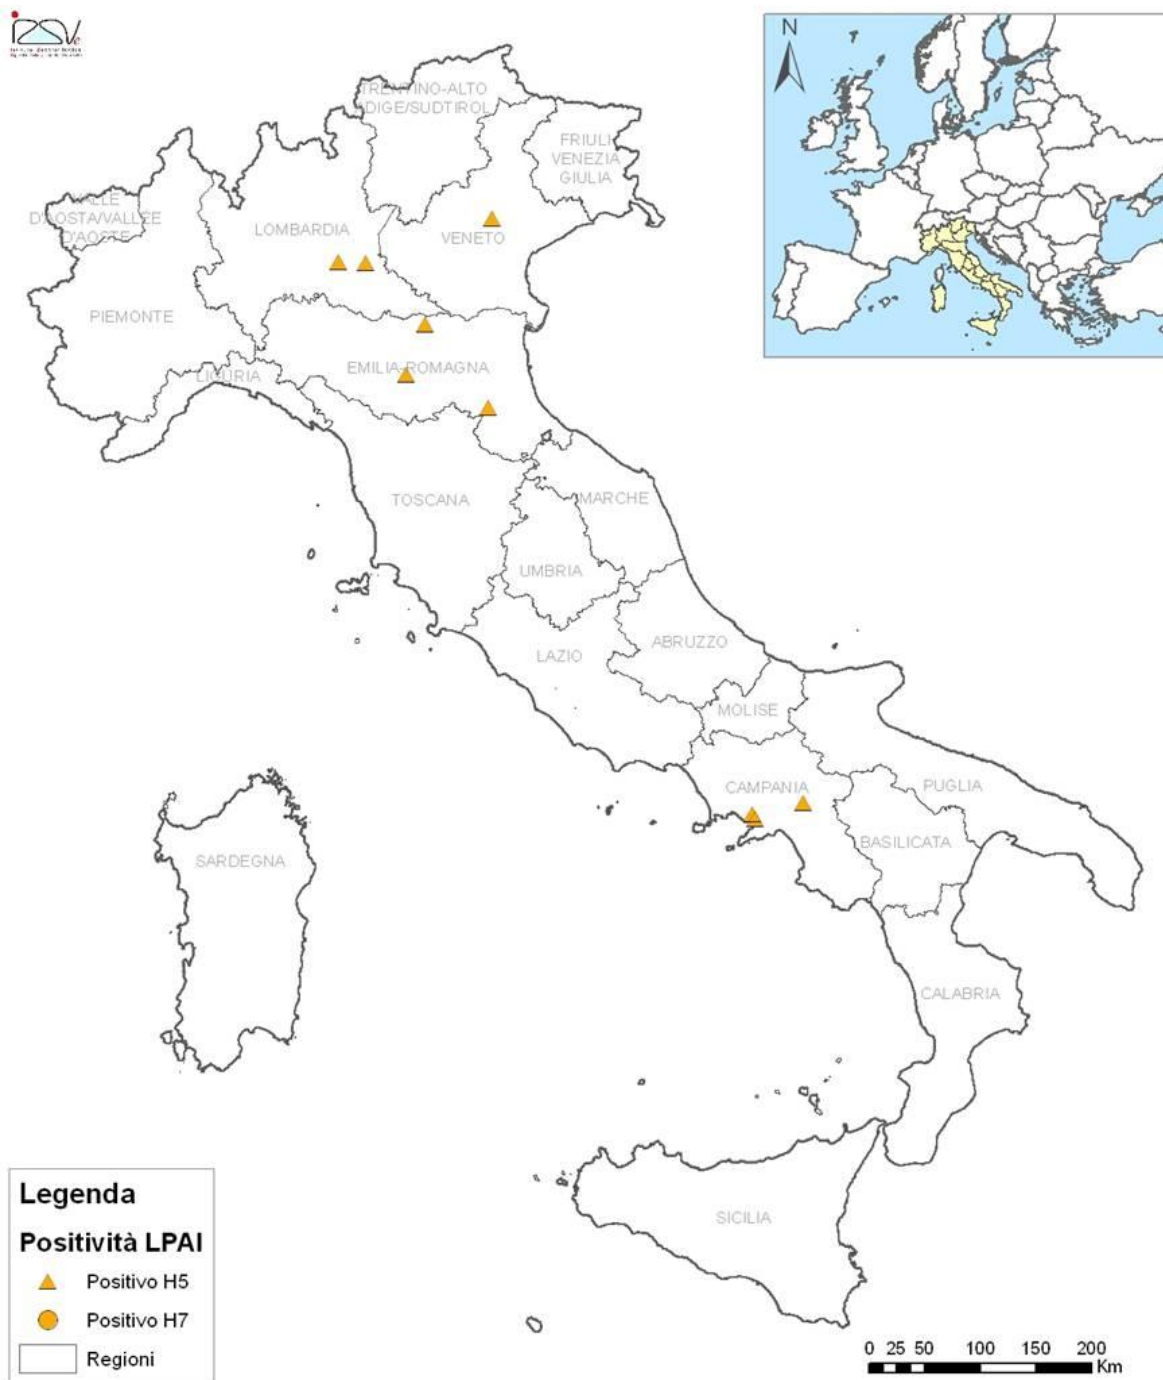 IZSVe
N
TRENTINO-ALTO
ADIGE/SUDTIROL
FRIULI
VENEZIA
GIULIA
VALLE
D'AOSTA/VALLÉE
D'AOSTE
LOMBARDIA
VENETO
PIEMONTE
LIGURIA
EMILIA-ROMAGNA
TOSCANA
MARCHE
UMBRIA
ABRUZZO
LAZIO
MOLISE
CAMPANIA
PUGLIA
BASILICATA
SARDEGNA
CALABRIA
SICILIA
Legenda
Positività LPAI
Positivo H5
Positivo H7
Regioni
0 25 50 100 150 200
Km